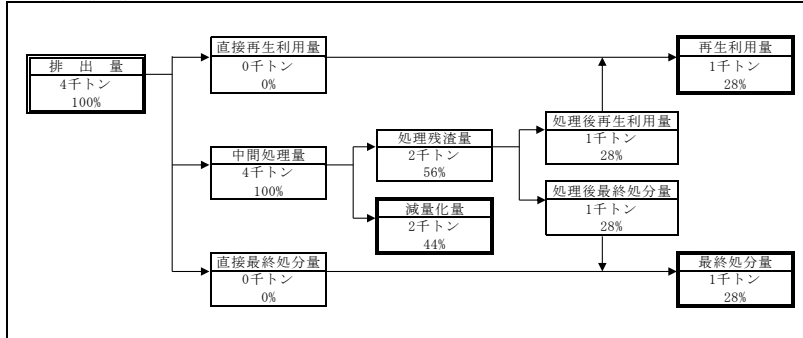 排 出 量
4千トン
100%
直接再生利用量
0千トン
0%
中間処理量
4千トン
100%
直接最終処分量
0千トン
0%
処理残渣量
2千トン
56%
減量化量
2千トン
44%
処理後再生利用量
1千トン
28%
処理後最終処分量
1千トン
28%
再生利用量
1千トン
28%
最終処分量
1千トン
28%